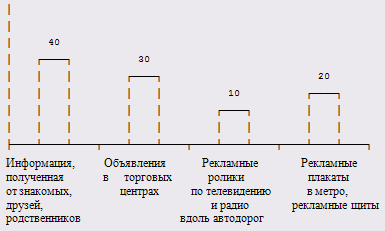 40
30
10
20
Информация,
полученная
от знакомых,
друзей,
родственников
Объявления
в торговых
центрах
Рекламные
ролики
по телевидению
и радио
вдоль автодорог
Рекламные
плакаты
в метро,
рекламные щиты